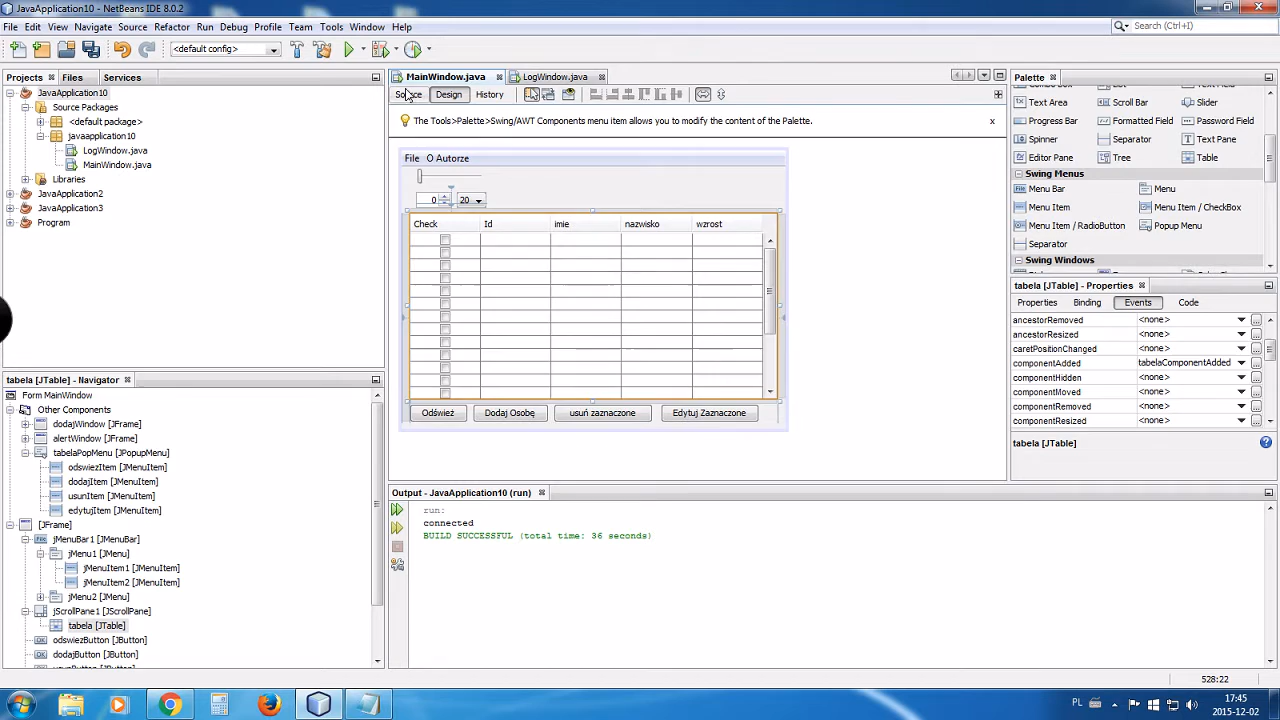 JavaApplication10 - NetBeans IDE 8.0.2
File Edit View Navigate Source Refactor Run Debug Profile Team Tools Window Help
Search (Ctrl+I)
<default config>
Projects Files Services
JavaApplication10
Source Packages
<default package>
javaapplication10
LogWindow.java
MainWindow.java
Libraries
JavaApplication2
JavaApplication3
Program
tabela [JTable] - Navigator
Form MainWindow
Other Components
dodajWindow [JFrame]
alertWindow [JFrame]
tabelaPopMenu [JPopupMenu]
odswiezItem [JMenuItem]
dodajItem [JMenuItem]
usunItem [JMenuItem]
edytujItem [JMenuItem]
[JFrame]
jMenuBar1 [JMenuBar]
jMenu1 [JMenu]
jMenuItem1 [JMenuItem]
jMenuItem2 [JMenuItem]
jMenu2 [JMenu]
jScrollPane1 [JScrollPane]
tabela [JTable]
odswiezButton [JButton]
dodajButton [JButton]
MainWindow.java LogWindow.java
Source Design History
The Tools>Palette>Swing/AWT Components menu item allows you to modify the content of the Palette. x
File O Autorze
0 20
Check Id imie nazwisko wzrost
Odśwież Dodaj Osobę usuń zaznaczone Edytuj Zaznaczone
Output - JavaApplication10 (run)
run:
connected
BUILD SUCCESSFUL (total time: 36 seconds)
Palette
Text Area Scroll Bar Slider
Progress Bar Formatted Field Password Field
Spinner Separator Text Pane
Editor Pane Tree Table
Swing Menus
Menu Bar Menu
Menu Item Menu Item / CheckBox
Menu Item / RadioButton Popup Menu
Separator
Swing Windows
tabela [JTable] - Properties
Properties Binding Events Code
ancestorRemoved <none>
ancestorResized <none>
caretPositionChanged <none>
componentAdded tabelaComponentAdded
componentHidden <none>
componentMoved <none>
componentRemoved <none>
componentResized <none>
tabela [JTable]
528:22
PL 17:45
2015-12-02